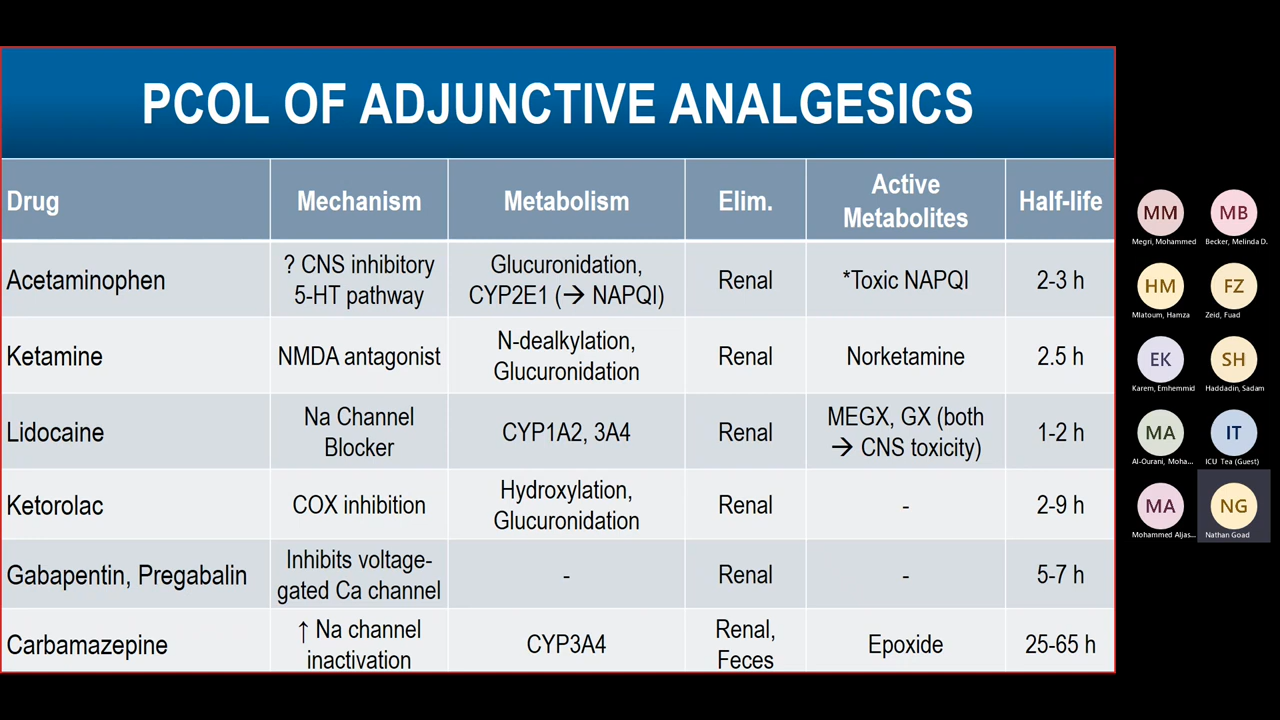 PCOL OF ADJUNCTIVE ANALGESICS
Drug
Mechanism
Metabolism
Elim.
Active
Metabolites
Half-life
Acetaminophen
? CNS inhibitory
5-HT pathway
Glucuronidation,
CYP2E1 (→ NAPQI)
Renal
*Toxic NAPQI
2-3 h
Ketamine
NMDA antagonist
N-dealkylation,
Glucuronidation
Renal
Norketamine
2.5 h
Lidocaine
Na Channel
Blocker
CYP1A2, 3A4
Renal
MEGX, GX (both
→ CNS toxicity)
1-2 h
Ketorolac
COX inhibition
Hydroxylation,
Glucuronidation
Renal
-
2-9 h
Gabapentin, Pregabalin
Inhibits voltage-
gated Ca channel
-
Renal
-
5-7 h
Carbamazepine
↑ Na channel
inactivation
CYP3A4
Renal,
Feces
Epoxide
25-65 h
MM
Megri, Mohammed
MB
Becker, Melinda D.
HM
Mlatoum, Hamza
FZ
Zeid, Fuad
EK
Karem, Emhemmid
SH
Haddadin, Sadam
MA
Al-Ourani, Moha...
IT
ICU Tea (Guest)
MA
Mohammed Aljas...
NG
Nathan Goad